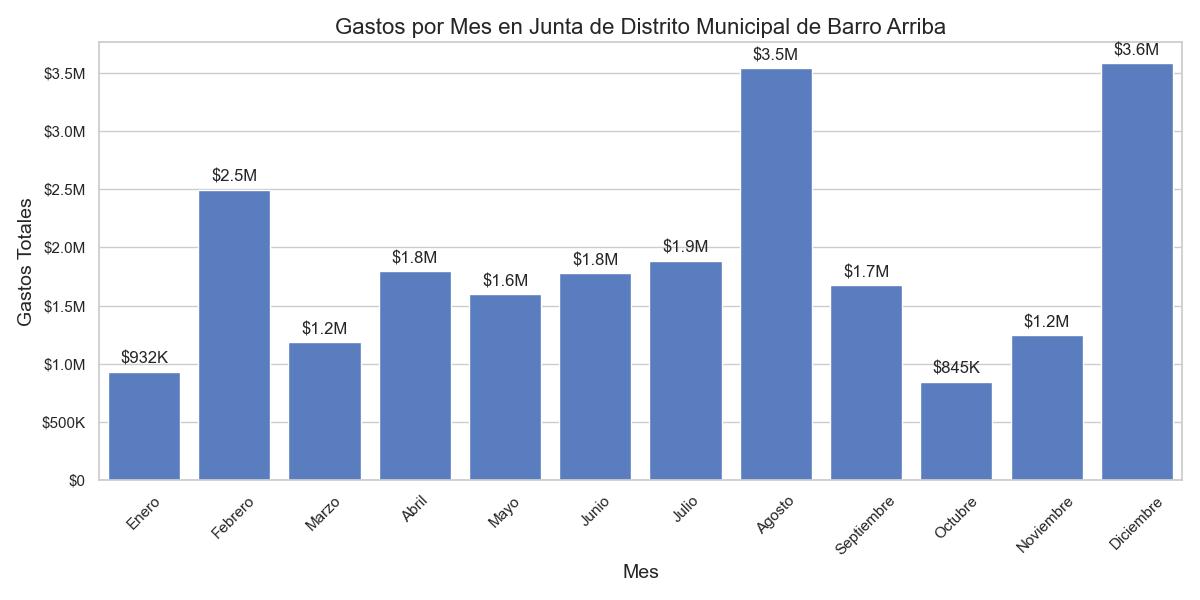 Gastos por Mes en Junta de Distrito Municipal de Barro Arriba
Gastos Totales
$3.5M
$3.0M
$2.5M
$2.0M
$1.5M
$1.0M
$500K
$0
$932K
$2.5M
$1.2M
$1.8M
$1.6M
$1.8M
$1.9M
$3.5M
$1.7M
$845K
$1.2M
$3.6M
Enero
Febrero
Marzo
Abril
Mayo
Junio
Julio
Agosto
Septiembre
Octubre
Noviembre
Diciembre
Mes